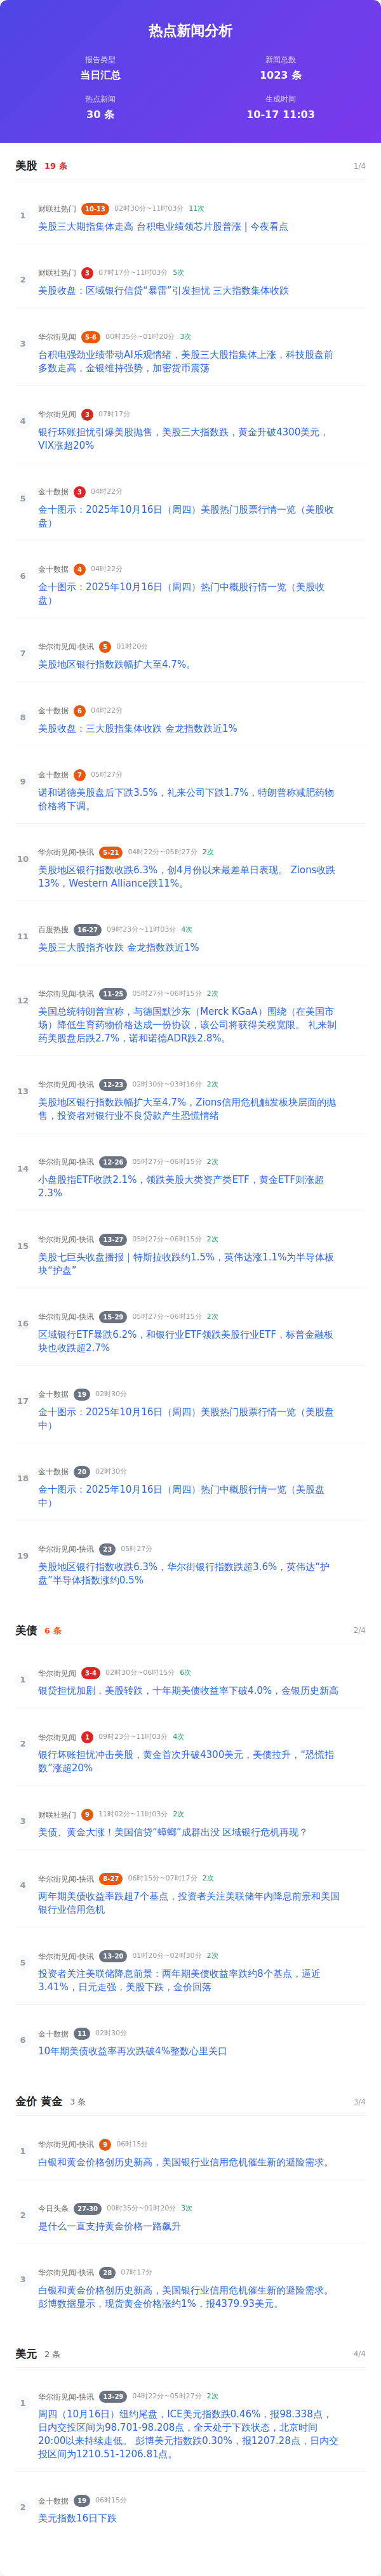 热点新闻分析
报告类型
当日汇总
新闻总数
1023 条
热点新闻
30 条
生成时间
10-17 11:03
美股 19 条 1/4
1 财联社热门 10-13 02时30分~11时03分 11次
美股三大期指集体走高 台积电业绩领芯片股普涨 | 今夜看点
2 财联社热门 3 07时17分~11时03分 5次
美股收盘：区域银行信贷“暴雷”引发担忧 三大指数集体收跌
3 华尔街见闻 5-6 00时35分~01时20分 3次
台积电强劲业绩带动AI乐观情绪，美股三大股指集体上涨，科技股盘前
多数走高，金银维持强势，加密货币震荡
4 华尔街见闻 3 07时17分
银行坏账担忧引爆美股抛售，美股三大指数跌，黄金升破4300美元，
VIX涨超20%
5 金十数据 3 04时22分
金十图示：2025年10月16日（周四）美股热门股票行情一览（美股收
盘）
6 金十数据 4 04时22分
金十图示：2025年10月16日（周四）热门中概股行情一览（美股收
盘）
7 华尔街见闻-快讯 5 01时20分
美股地区银行指数跌幅扩大至4.7%。
8 金十数据 6 04时22分
美股收盘：三大股指集体收跌 金龙指数跌近1%
9 金十数据 7 05时27分
诺和诺德美股盘后下跌3.5%，礼来公司下跌1.7%，特朗普称减肥药物
价格将下调。
10 华尔街见闻-快讯 5-21 04时22分~05时27分 2次
美股地区银行指数收跌6.3%，创4月份以来最差单日表现。 Zions收跌
13%，Western Alliance跌11%。
11 百度热搜 16-27 09时23分~11时03分 4次
美股三大股指齐收跌 金龙指数跌近1%
12 华尔街见闻-快讯 11-25 05时27分~06时15分 2次
美国总统特朗普宣称，与德国默沙东（Merck KGaA）围绕（在美国市
场）降低生育药物价格达成一份协议，该公司将获得关税宽限。 礼来制
药美股盘后跌2.7%，诺和诺德ADR跌2.8%。
13 华尔街见闻-快讯 12-23 02时30分~03时16分 2次
美股地区银行指数跌幅扩大至4.7%，Zions信用危机触发板块层面的抛
售，投资者对银行业不良贷款产生恐慌情绪
14 华尔街见闻-快讯 12-26 05时27分~06时15分 2次
小盘股指ETF收跌2.1%，领跌美股大类资产类ETF，黄金ETF则涨超
2.3%
15 华尔街见闻-快讯 13-27 05时27分~06时15分 2次
美股七巨头收盘播报｜特斯拉收跌约1.5%，英伟达涨1.1%为半导体板
块“护盘”
16 华尔街见闻-快讯 15-29 05时27分~06时15分 2次
区域银行ETF暴跌6.2%，和银行业ETF领跌美股行业ETF，标普金融板
块也收跌超2.7%
17 金十数据 19 02时30分
金十图示：2025年10月16日（周四）美股热门股票行情一览（美股盘
中）
18 金十数据 20 02时30分
金十图示：2025年10月16日（周四）热门中概股行情一览（美股盘
中）
19 华尔街见闻-快讯 23 05时27分
美股地区银行指数收跌6.3%，华尔街银行指数跌超3.6%，英伟达“护
盘”半导体指数涨约0.5%
美债 6 条 2/4
1 华尔街见闻 3-4 02时30分~06时15分 6次
银贷担忧加剧，美股转跌，十年期美债收益率下破4.0%，金银历史新高
2 华尔街见闻 1 09时23分~11时03分 4次
银行坏账担忧冲击美股，黄金首次升破4300美元，美债拉升，“恐慌指
数”涨超20%
3 财联社热门 9 11时02分~11时03分 2次
美债、黄金大涨！美国信贷“蟑螂”成群出没 区域银行危机再现？
4 华尔街见闻-快讯 8-27 06时15分~07时17分 2次
两年期美债收益率跌超7个基点，投资者关注美联储年内降息前景和美国
银行业信用危机
5 华尔街见闻-快讯 13-20 01时20分~02时30分 2次
投资者关注美联储降息前景：两年期美债收益率跌约8个基点，逼近
3.41%，日元走强，美股下跌，金价回落
6 金十数据 11 02时30分
10年期美债收益率再次跌破4%整数心里关口
金价 黄金 3 条 3/4
1 华尔街见闻-快讯 9 06时15分
白银和黄金价格创历史新高，美国银行业信用危机催生新的避险需求。
2 今日头条 27-30 00时35分~01时20分 3次
是什么一直支持黄金价格一路飙升
3 华尔街见闻-快讯 28 07时17分
白银和黄金价格创历史新高，美国银行业信用危机催生新的避险需求。
彭博数据显示，现货黄金价格涨约1%，报4379.93美元。
美元 2 条 4/4
1 华尔街见闻-快讯 13-29 04时22分~05时27分 2次
周四（10月16日）纽约尾盘，ICE美元指数跌0.46%，报98.338点，
日内交投区间为98.701-98.208点，全天处于下跌状态，北京时间
20:00以来持续走低。 彭博美元指数跌0.30%，报1207.28点，日内交
投区间为1210.51-1206.81点。
2 金十数据 19 06时15分
美元指数16日下跌